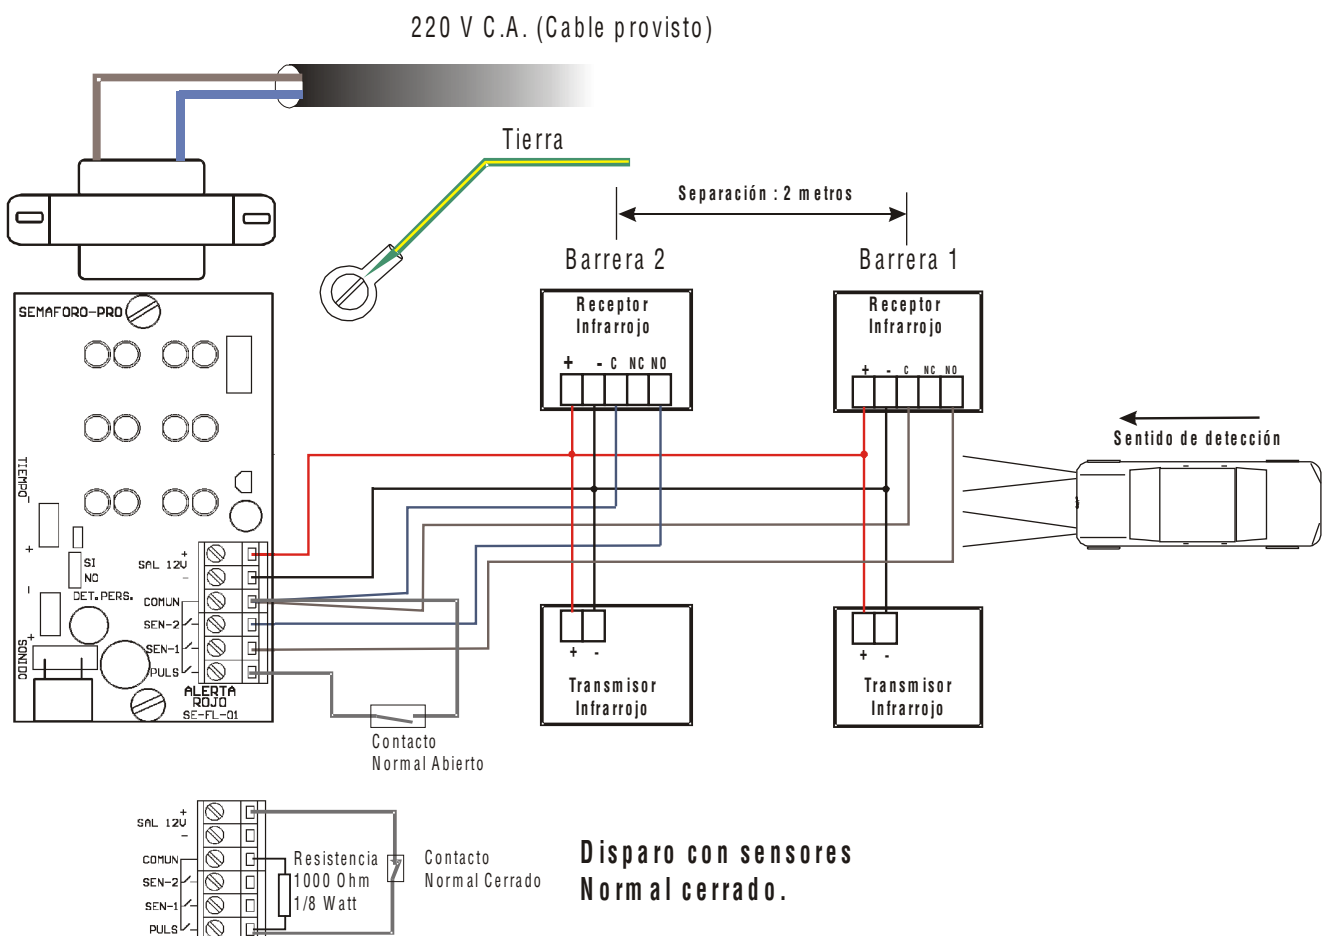 220 V C.A. (Cable provisto)
Tierra
Separación : 2 metros
Barrera 2
Barrera 1
Receptor
Infrarrojo
+ - C NC NO
Receptor
Infrarrojo
+ - C NC NO
Sentido de detección
SEMAFORO-PRO
TIEMPO
-
+
SI
NO
DET.PERS.
-
+
SONIDO
+
SAL 12V
-
COMUN
SEN-2
SEN-1
PULS
ALERTA
ROJO
SE-FL-01
+ -
Transmisor
Infrarrojo
+ -
Transmisor
Infrarrojo
Contacto
Normal Abierto
+
SAL 12V
-
COMUN
SEN-2
SEN-1
PULS
Resistencia
1000 Ohm
1/8 Watt
Contacto
Normal Cerrado
Disparo con sensores
Normal cerrado.